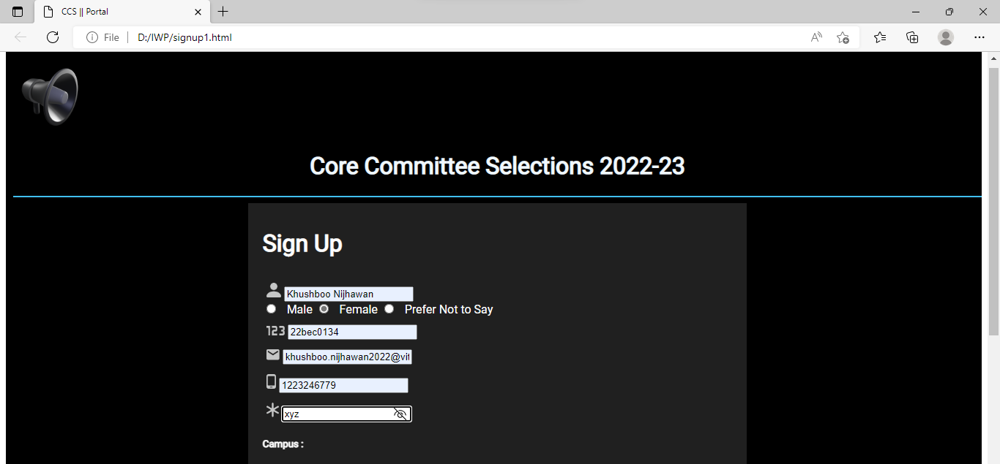 CCS || Portal
File D:/IWP/signup1.html
Core Committee Selections 2022-23
Sign Up
Khushboo Nijhawan
Male Female Prefer Not to Say
123 22bec0134
khushboo.nijhawan2022@vit
1223246779
xyz
Campus :